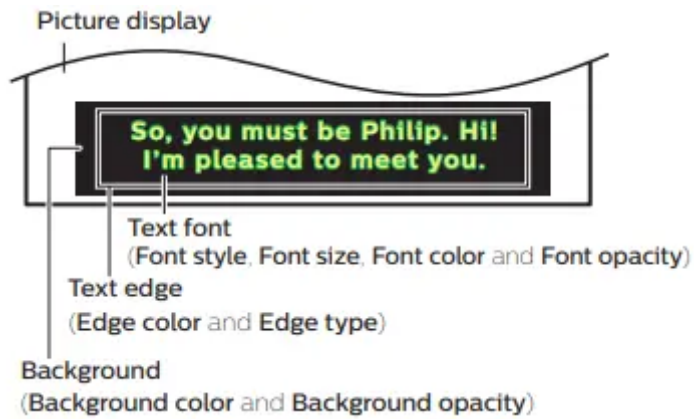 Picture display
So, you must be Philip. Hi!
I'm pleased to meet you.
Text font
(Font style, Font size, Font color and Font opacity)
Text edge
(Edge color and Edge type)
Background
(Background color and Background opacity)